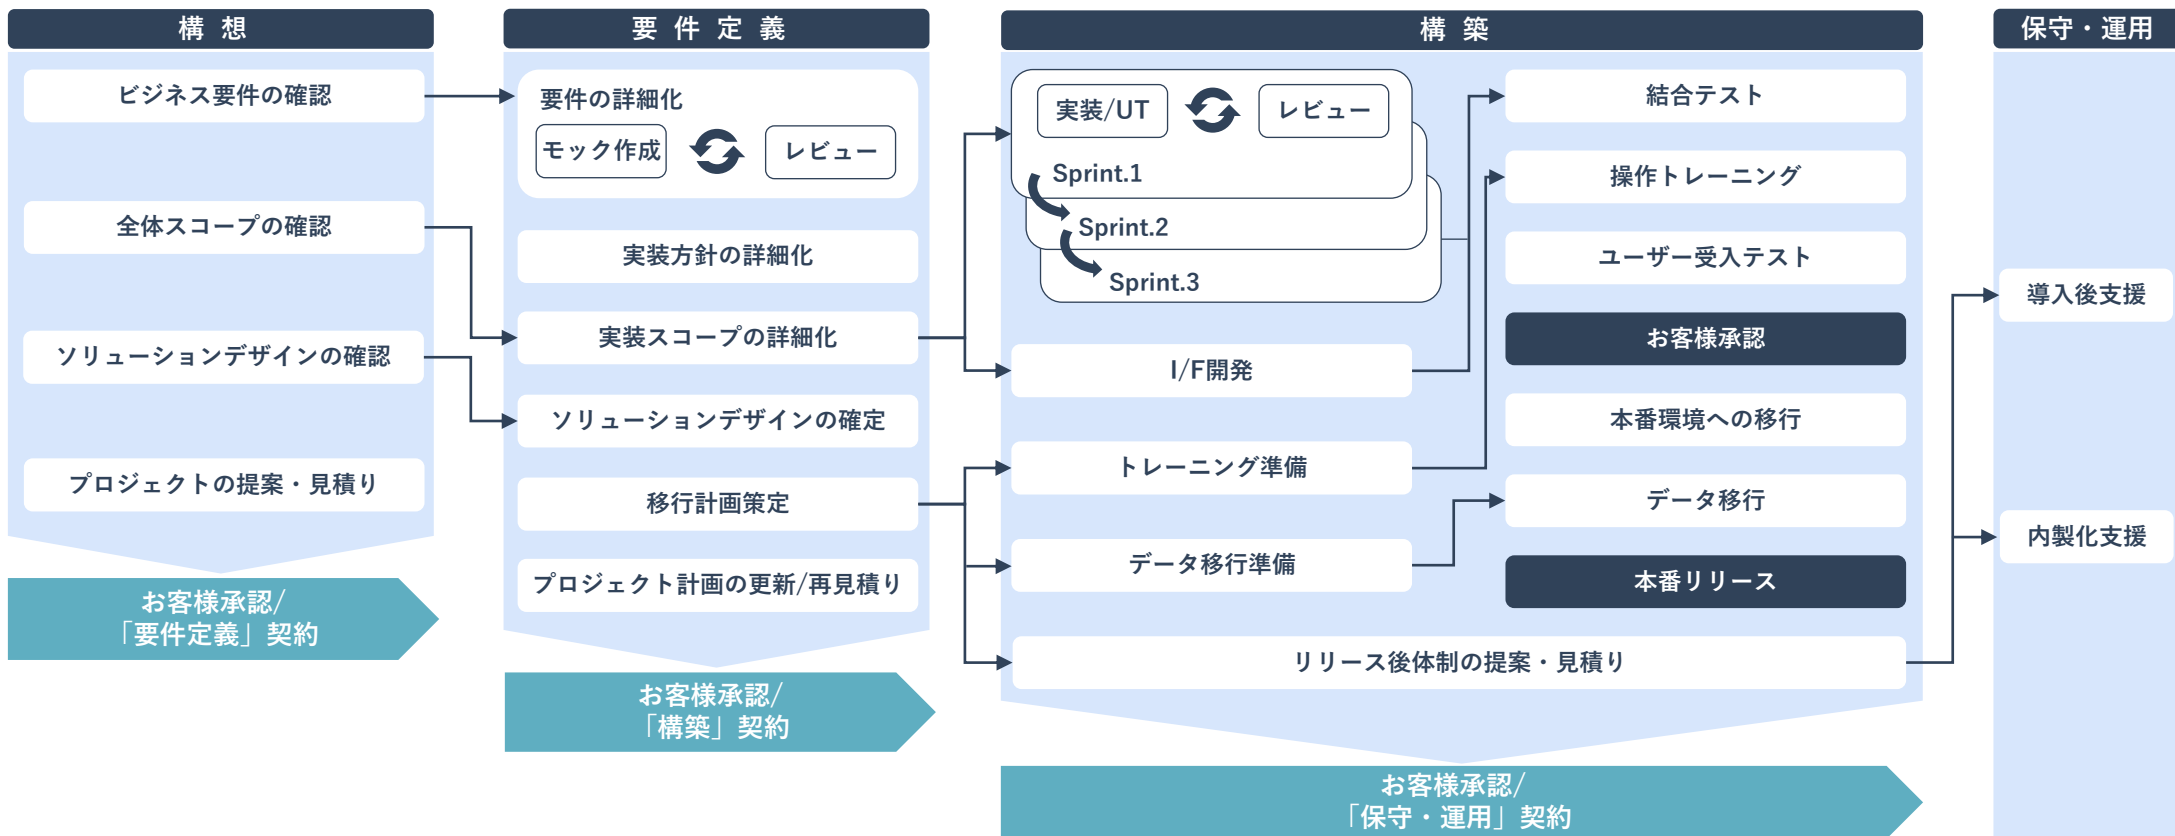 構想
ビジネス要件の確認
全体スコープの確認
ソリューションデザインの確認
プロジェクトの提案・見積り
お客様承認/
「要件定義」契約
要件定義
要件の詳細化
モック作成
レビュー
実装方針の詳細化
実装スコープの詳細化
ソリューションデザインの確定
移行計画策定
プロジェクト計画の更新/再見積り
お客様承認/
「構築」契約
構築
実装/UT
レビュー
Sprint.1
Sprint.2
Sprint.3
I/F開発
トレーニング準備
データ移行準備
結合テスト
操作トレーニング
ユーザー受入テスト
お客様承認
本番環境への移行
データ移行
本番リリース
リリース後体制の提案・見積り
お客様承認/
「保守・運用」契約
保守・運用
導入後支援
内製化支援